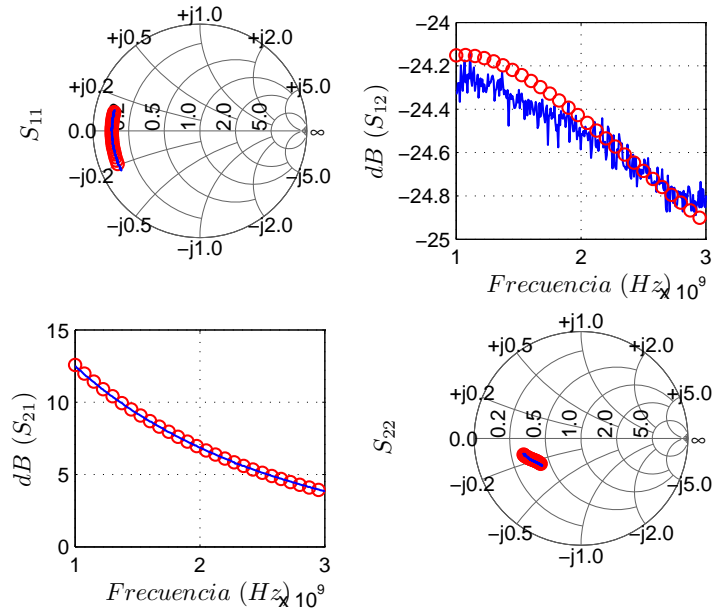 +j1.0
+j0.5
+j2.0
+j0.2
+j5.0
0.0
0.2
0.5
1.0
2.0
5.0
∞
−j0.2
−j5.0
−j0.5
−j2.0
−j1.0
S11
−24
−24.2
−24.4
−24.6
−24.8
−25
1
2
3
dB (S12)
Frecuencia (Hz)
x 10^9
15
10
5
0
1
2
3
dB (S21)
Frecuencia (Hz)
x 10^9
+j1.0
+j0.5
+j2.0
+j0.2
+j5.0
0.0
0.2
0.5
1.0
2.0
5.0
∞
−j0.2
−j5.0
−j0.5
−j2.0
−j1.0
S22